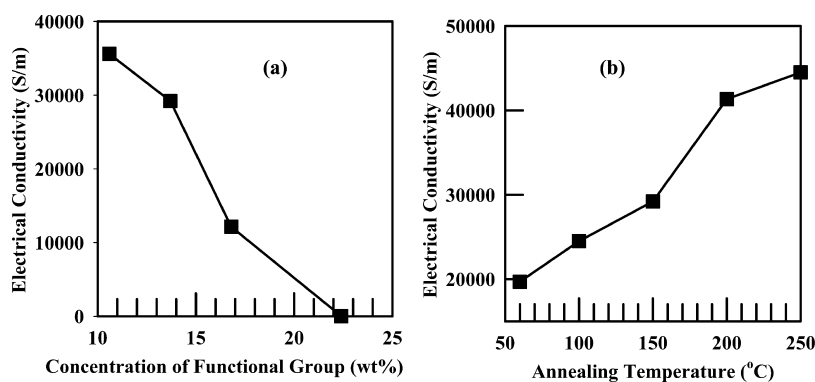 40000
30000
20000
10000
0
Electrical Conductivity (S/m)
(a)
10 15 20 25
Concentration of Functional Group (wt%)
50000
40000
30000
20000
Electrical Conductivity (S/m)
(b)
50 100 150 200 250
Annealing Temperature (°C)